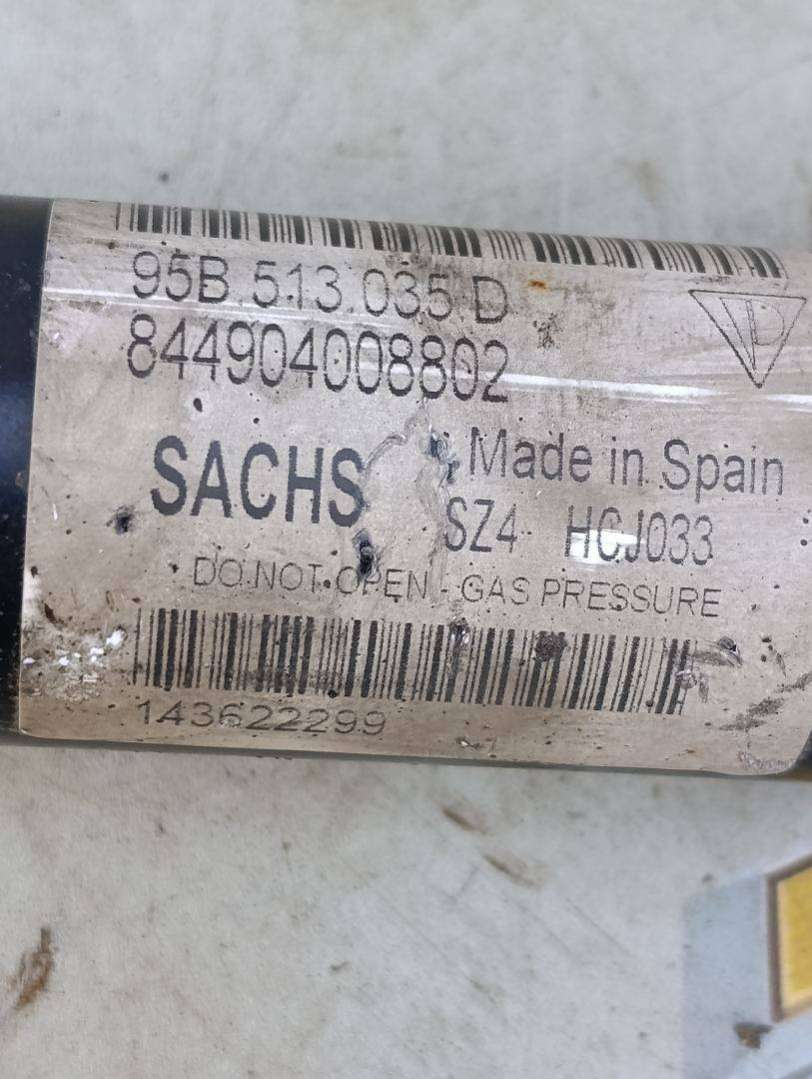 95B.513.035 D
844904008802
SACHS
Made in Spain
SZ4 HCJ033
DO NOT OPEN - GAS PRESSURE
143622299